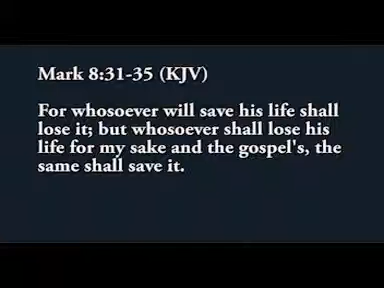 Mark 8:31-35 (KJV)
For whosoever will save his life shall
lose it; but whosoever shall lose his
life for my sake and the gospel's, the
same shall save it.